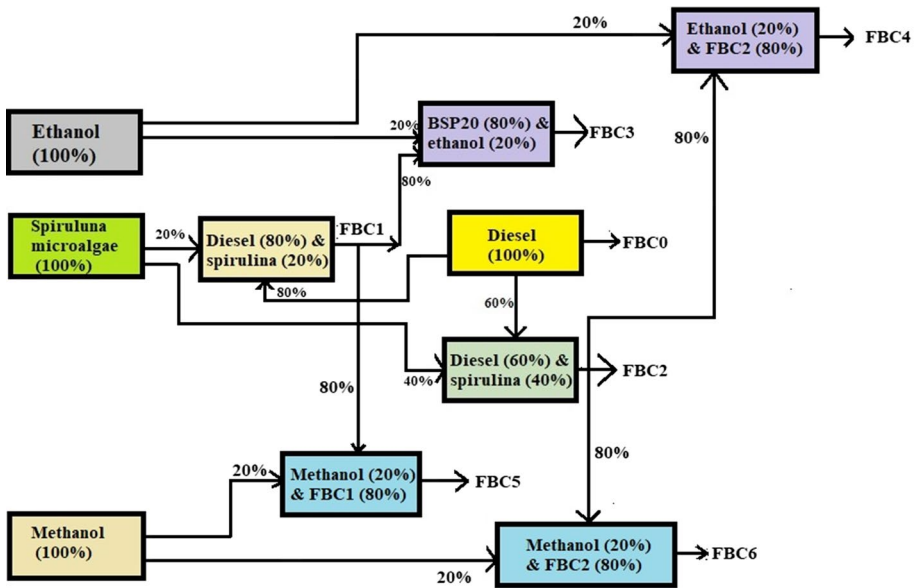 20%
Ethanol (20%)
& FBC2 (80%)
FBC4
Ethanol
(100%)
20%
BSP20 (80%) &
ethanol (20%)
FBC3
80%
80%
Spiruluna
microalgae
(100%)
20%
Diesel (80%) &
spirulina (20%)
FBC1
Diesel
(100%)
FBC0
80%
60%
Diesel (60%) &
spirulina (40%)
FBC2
40%
80%
80%
20%
Methanol (20%)
& FBC1 (80%)
FBC5
Methanol
(100%)
20%
Methanol (20%)
& FBC2 (80%)
FBC6